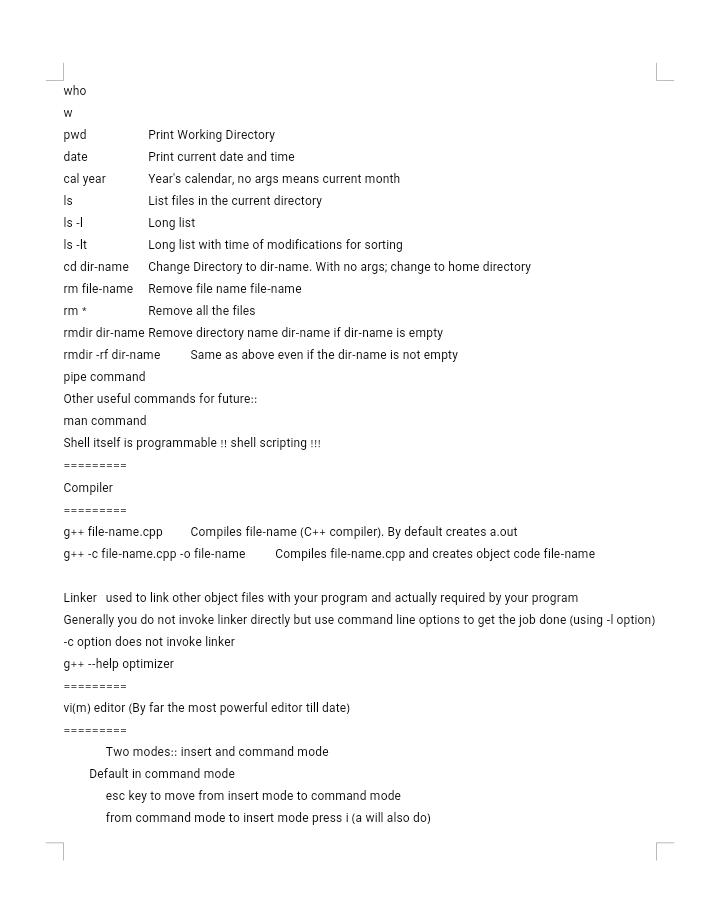 who
w
pwd Print Working Directory
date Print current date and time
cal year Year's calendar, no args means current month
ls List files in the current directory
ls -l Long list
ls -lt Long list with time of modifications for sorting
cd dir-name Change Directory to dir-name. With no args; change to home directory
rm file-name Remove file name file-name
rm * Remove all the files
rmdir dir-name Remove directory name dir-name if dir-name is empty
rmdir -rf dir-name Same as above even if the dir-name is not empty
pipe command
Other useful commands for future::
man command
Shell itself is programmable !! shell scripting !!!
=========
Compiler
=========
g++ file-name.cpp Compiles file-name (C++ compiler). By default creates a.out
g++ -c file-name.cpp -o file-name Compiles file-name.cpp and creates object code file-name
Linker used to link other object files with your program and actually required by your program
Generally you do not invoke linker directly but use command line options to get the job done (using -l option)
-c option does not invoke linker
g++ --help optimizer
=========
vi(m) editor (By far the most powerful editor till date)
=========
Two modes:: insert and command mode
Default in command mode
esc key to move from insert mode to command mode
from command mode to insert mode press i (a will also do)